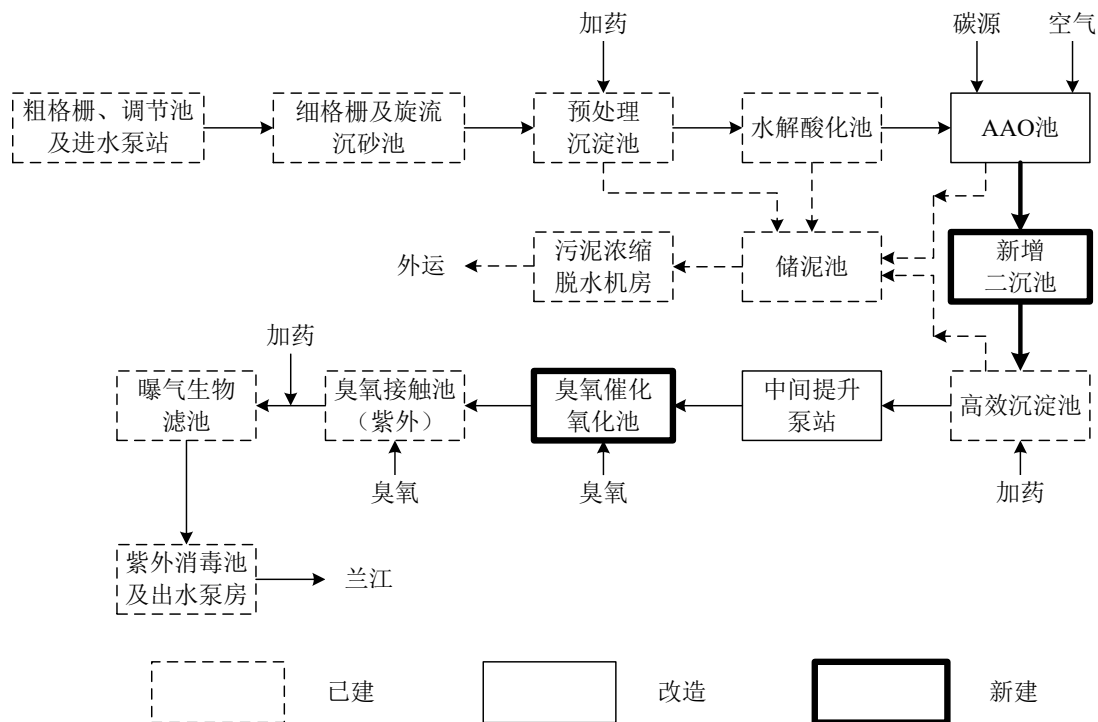 加药
碳源
空气
粗格栅、调节池
及进水泵站
细格栅及旋流
沉砂池
预处理
沉淀池
水解酸化池
AAO池
外运
污泥浓缩
脱水机房
储泥池
新增
二沉池
加药
曝气生物
滤池
臭氧接触池
（紫外）
臭氧催化
氧化池
中间提升
泵站
高效沉淀池
臭氧
臭氧
加药
紫外消毒池
及出水泵房
兰江
已建
改造
新建